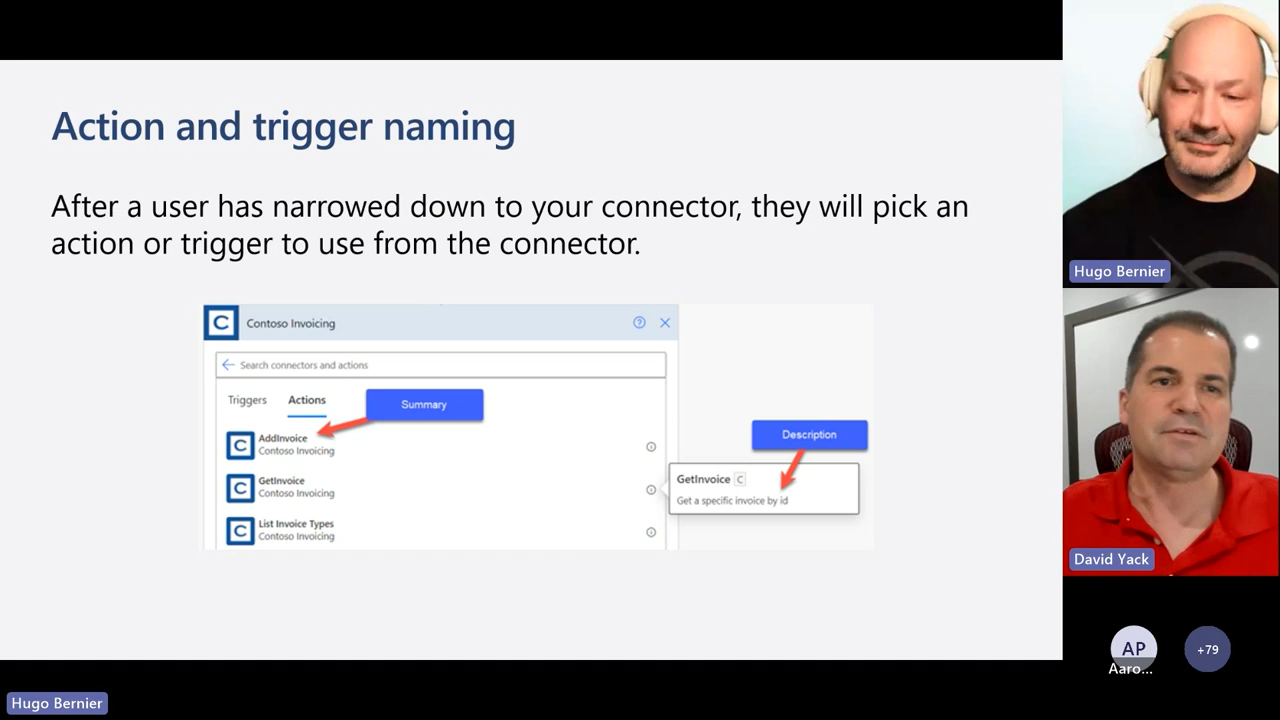 Action and trigger naming
After a user has narrowed down to your connector, they will pick an
action or trigger to use from the connector.
C Contoso Invoicing
Search connectors and actions
Triggers Actions
Summary
C AddInvoice
Contoso Invoicing
C GetInvoice
Contoso Invoicing
C List Invoice Types
Contoso Invoicing
Description
GetInvoice C
Get a specific invoice by id
Hugo Bernier
David Yack
AP
Aaro...
+79
Hugo Bernier